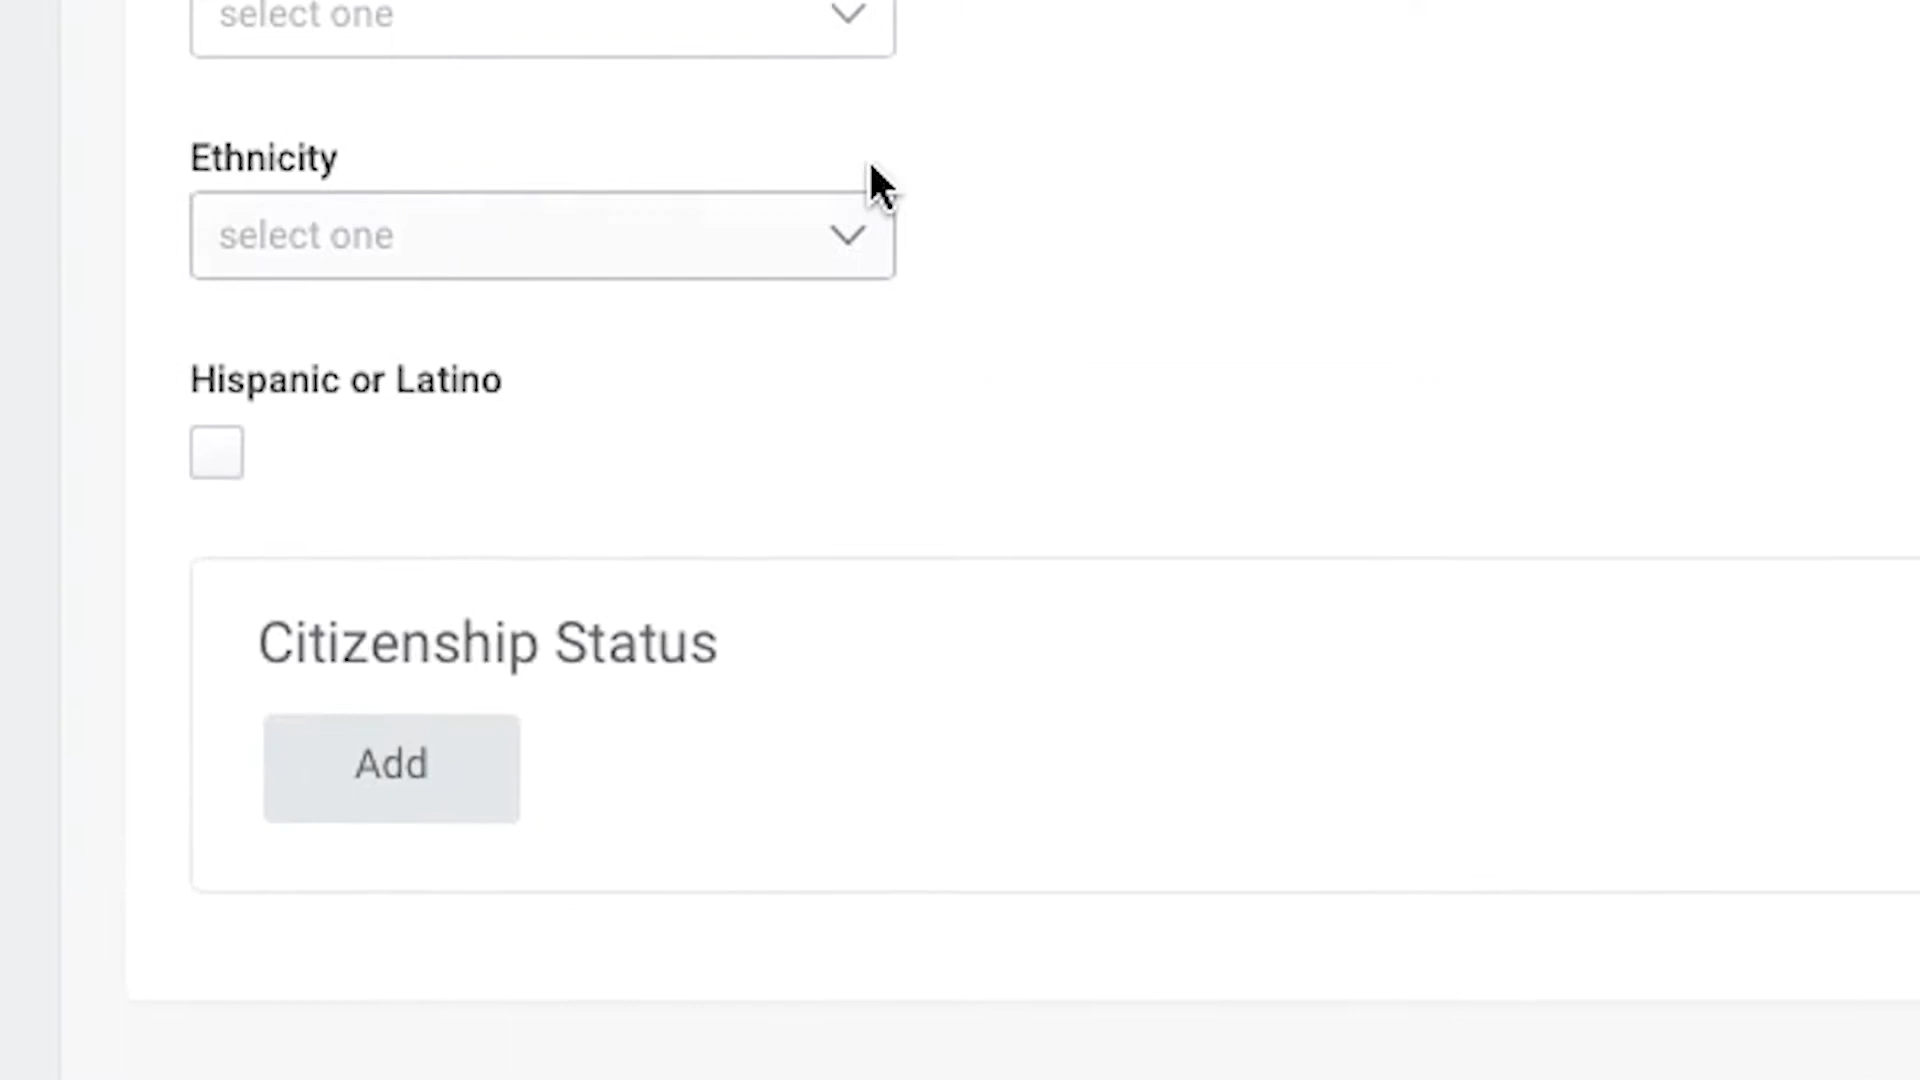 select one
Ethnicity
select one
Hispanic or Latino
Citizenship Status
Add